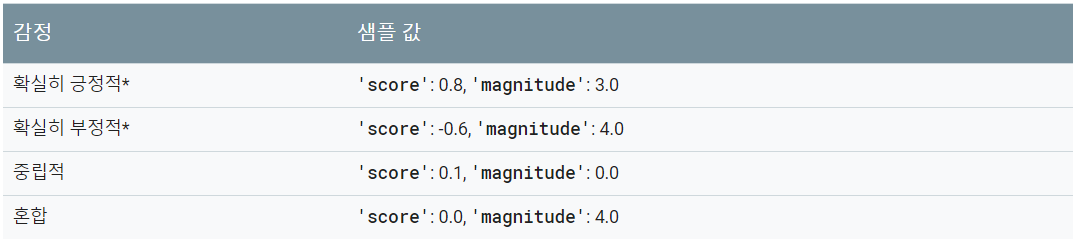 감정 샘플 값
확실히 긍정적* 'score': 0.8, 'magnitude': 3.0
확실히 부정적* 'score': -0.6, 'magnitude': 4.0
중립적 'score': 0.1, 'magnitude': 0.0
혼합 'score': 0.0, 'magnitude': 4.0